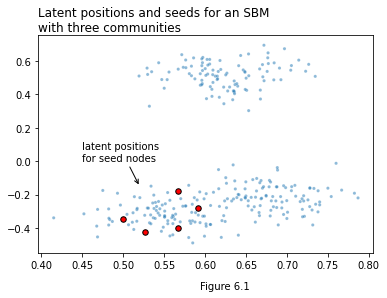 Latent positions and seeds for an SBM
with three communities
0.6
0.4
0.2
0.0
−0.2
−0.4
latent positions
for seed nodes
0.40 0.45 0.50 0.55 0.60 0.65 0.70 0.75 0.80
Figure 6.1